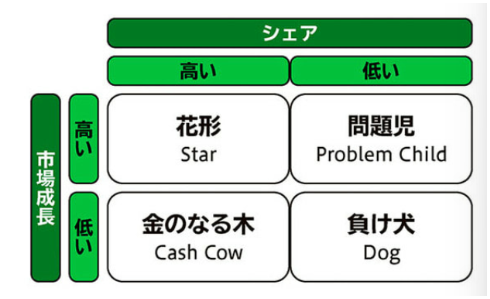 シェア
高い
低い
市場成長
高い
花形
Star
問題児
Problem Child
低い
金のなる木
Cash Cow
負け犬
Dog